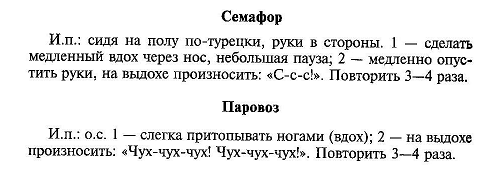 Семафор
И.п.: сидя на полу по-турецки, руки в стороны. 1 — сделать
медленный вдох через нос, небольшая пауза; 2 — медленно опус-
тить руки, на выдохе произносить: «С-с-с!». Повторить 3—4 раза.
Паровоз
И.п.: о.с. 1 — слегка притопывать ногами (вдох); 2 — на выдохе
произносить: «Чух-чух-чух! Чух-чух-чух!». Повторить 3—4 раза.